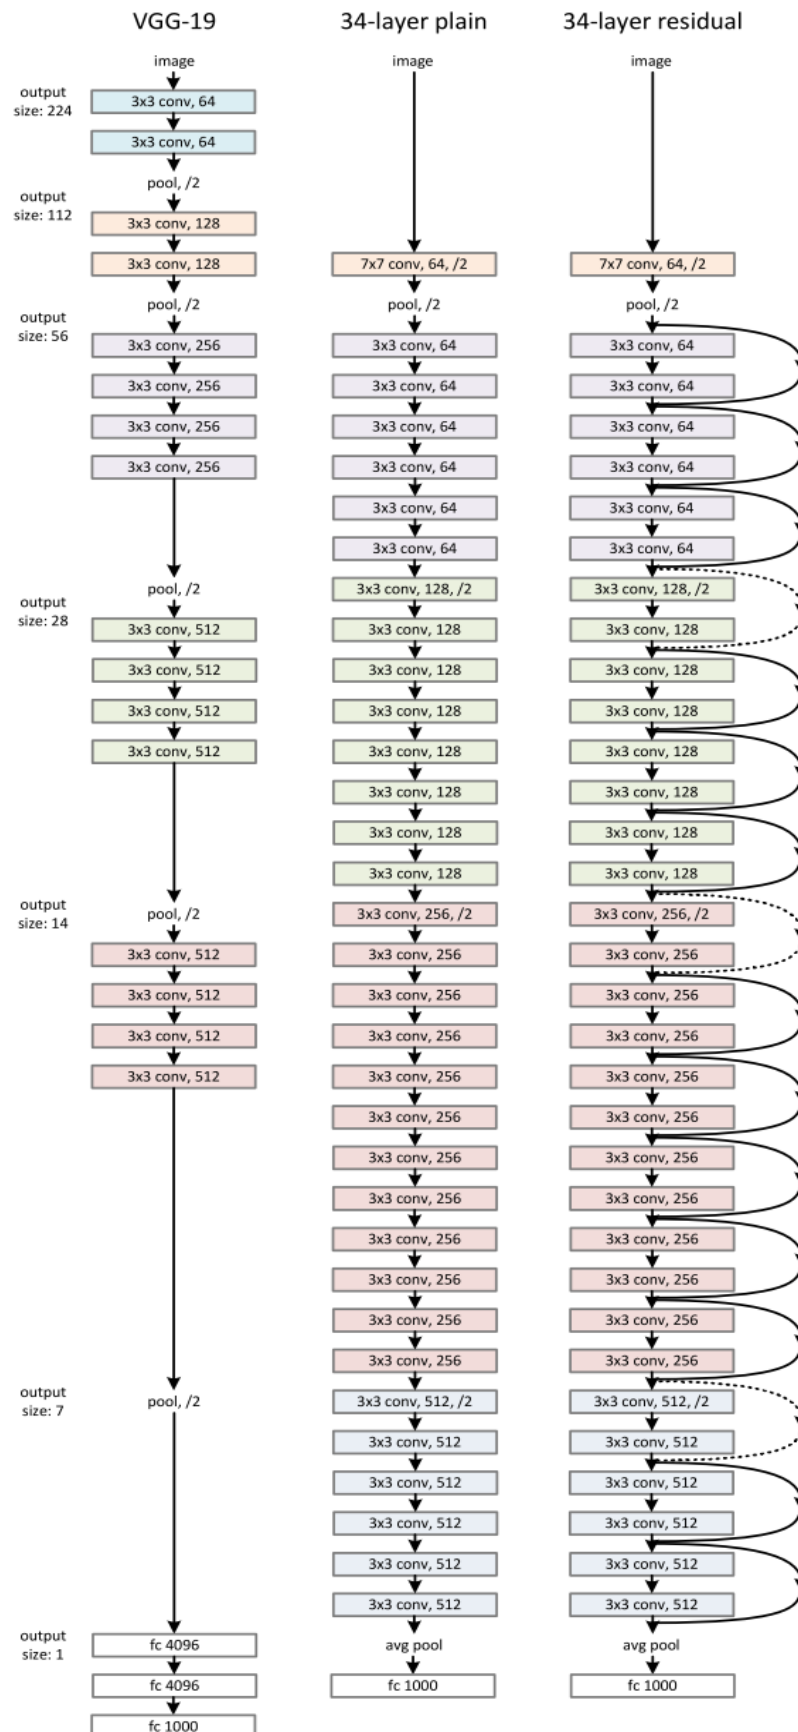 output
size: 224
output
size: 112
output
size: 56
output
size: 28
output
size: 14
output
size: 7
output
size: 1
VGG-19
image
3x3 conv, 64
3x3 conv, 64
pool, /2
3x3 conv, 128
3x3 conv, 128
pool, /2
3x3 conv, 256
3x3 conv, 256
3x3 conv, 256
3x3 conv, 256
pool, /2
3x3 conv, 512
3x3 conv, 512
3x3 conv, 512
3x3 conv, 512
pool, /2
3x3 conv, 512
3x3 conv, 512
3x3 conv, 512
3x3 conv, 512
pool, /2
fc 4096
fc 4096
fc 1000
34-layer plain
image
7x7 conv, 64, /2
pool, /2
3x3 conv, 64
3x3 conv, 64
3x3 conv, 64
3x3 conv, 64
3x3 conv, 64
3x3 conv, 64
3x3 conv, 128, /2
3x3 conv, 128
3x3 conv, 128
3x3 conv, 128
3x3 conv, 128
3x3 conv, 128
3x3 conv, 128
3x3 conv, 128
3x3 conv, 256, /2
3x3 conv, 256
3x3 conv, 256
3x3 conv, 256
3x3 conv, 256
3x3 conv, 256
3x3 conv, 256
3x3 conv, 256
3x3 conv, 256
3x3 conv, 256
3x3 conv, 256
3x3 conv, 256
3x3 conv, 512, /2
3x3 conv, 512
3x3 conv, 512
3x3 conv, 512
3x3 conv, 512
3x3 conv, 512
avg pool
fc 1000
34-layer residual
image
7x7 conv, 64, /2
pool, /2
3x3 conv, 64
3x3 conv, 64
3x3 conv, 64
3x3 conv, 64
3x3 conv, 64
3x3 conv, 64
3x3 conv, 128, /2
3x3 conv, 128
3x3 conv, 128
3x3 conv, 128
3x3 conv, 128
3x3 conv, 128
3x3 conv, 128
3x3 conv, 128
3x3 conv, 256, /2
3x3 conv, 256
3x3 conv, 256
3x3 conv, 256
3x3 conv, 256
3x3 conv, 256
3x3 conv, 256
3x3 conv, 256
3x3 conv, 256
3x3 conv, 256
3x3 conv, 256
3x3 conv, 256
3x3 conv, 512, /2
3x3 conv, 512
3x3 conv, 512
3x3 conv, 512
3x3 conv, 512
3x3 conv, 512
avg pool
fc 1000